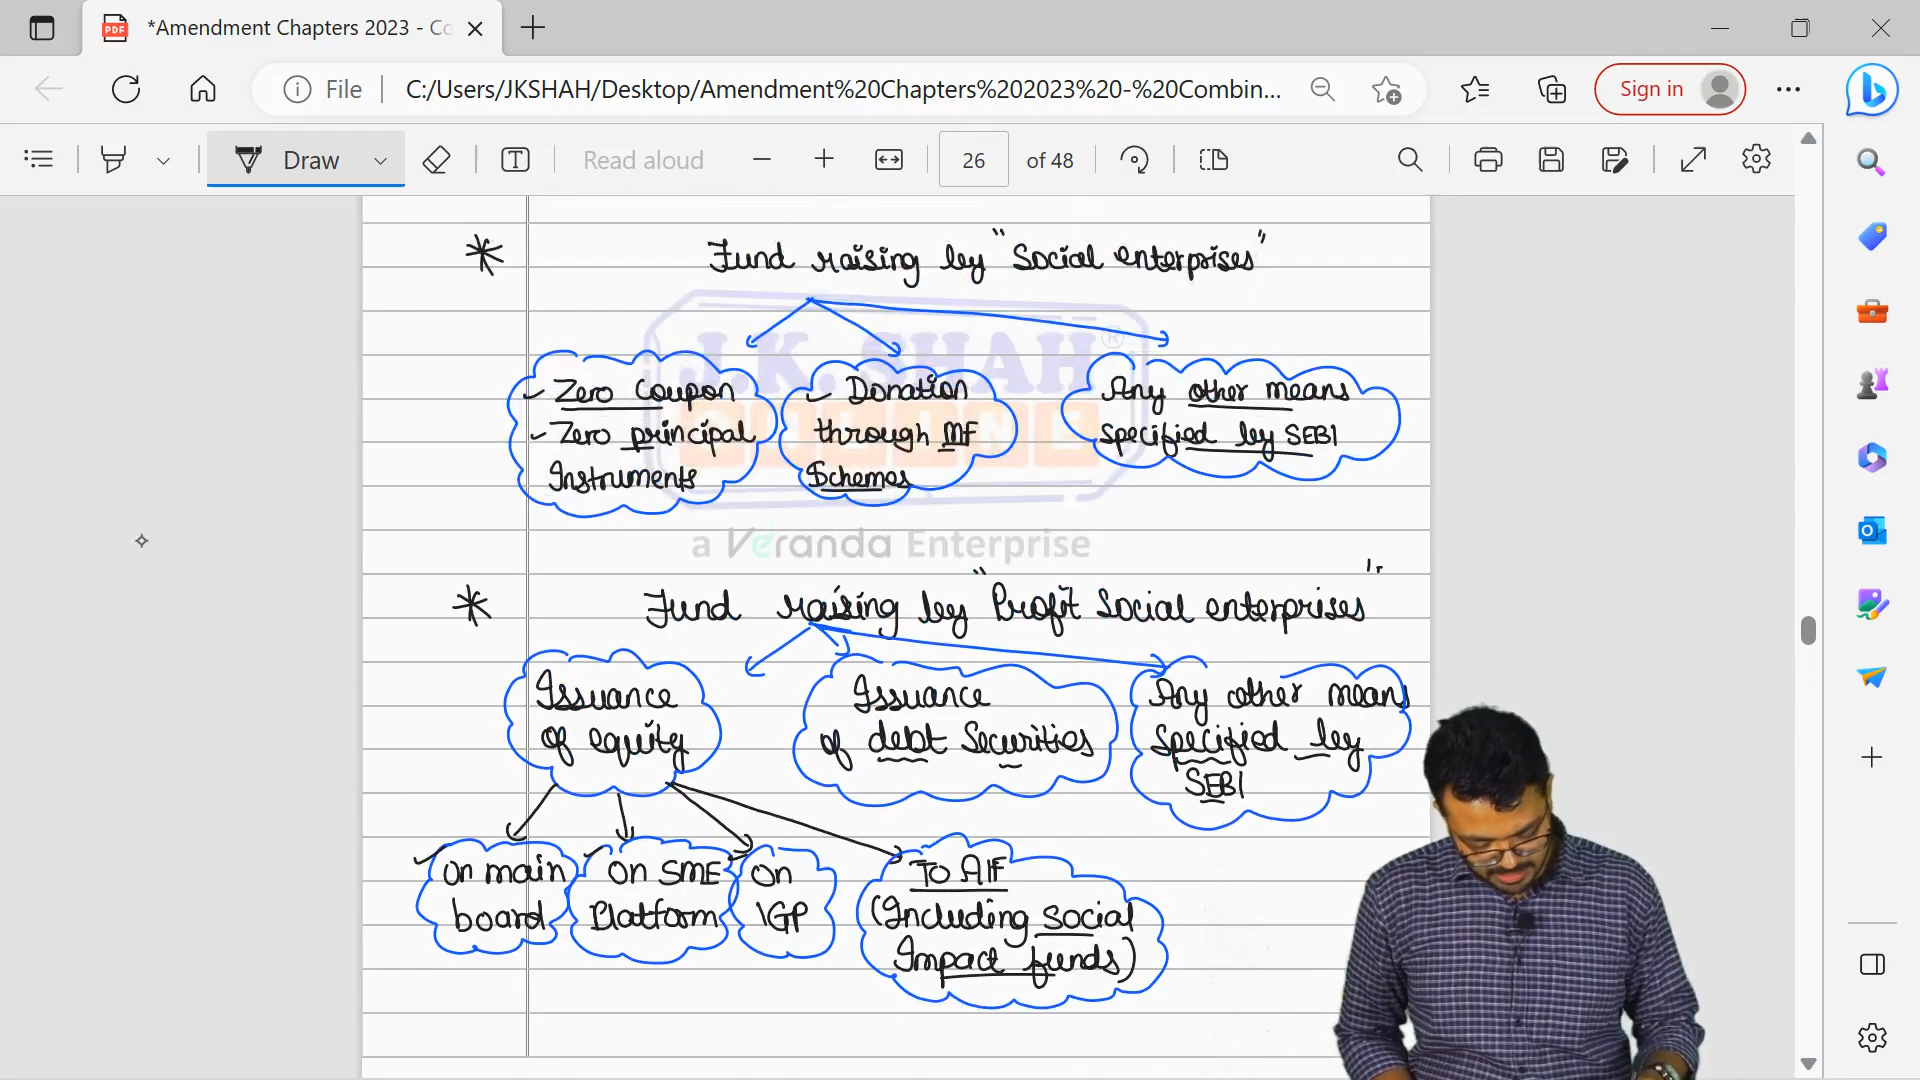 *Amendment Chapters 2023 - Co
File
C:/Users/JKSHAH/Desktop/Amendment%20Chapters%202023%20-%20Combin...
Sign in
Draw
Read aloud
26
of 48
* Fund raising by "Social enterprises"
Zero Coupon
Zero principal
Instruments
Donation
through MF
Schemes
Any other means
specified by SEBI
J.K. SHAH®
ONLINE
a Veranda Enterprise
* Fund raising by "Profit Social enterprises"
Issuance
of equity
Issuance
of debt Securities
Any other means
Specified by
SEBI
On main
board
On SME
Platform
On
IGP
To AIF
(Including social
Impact funds)